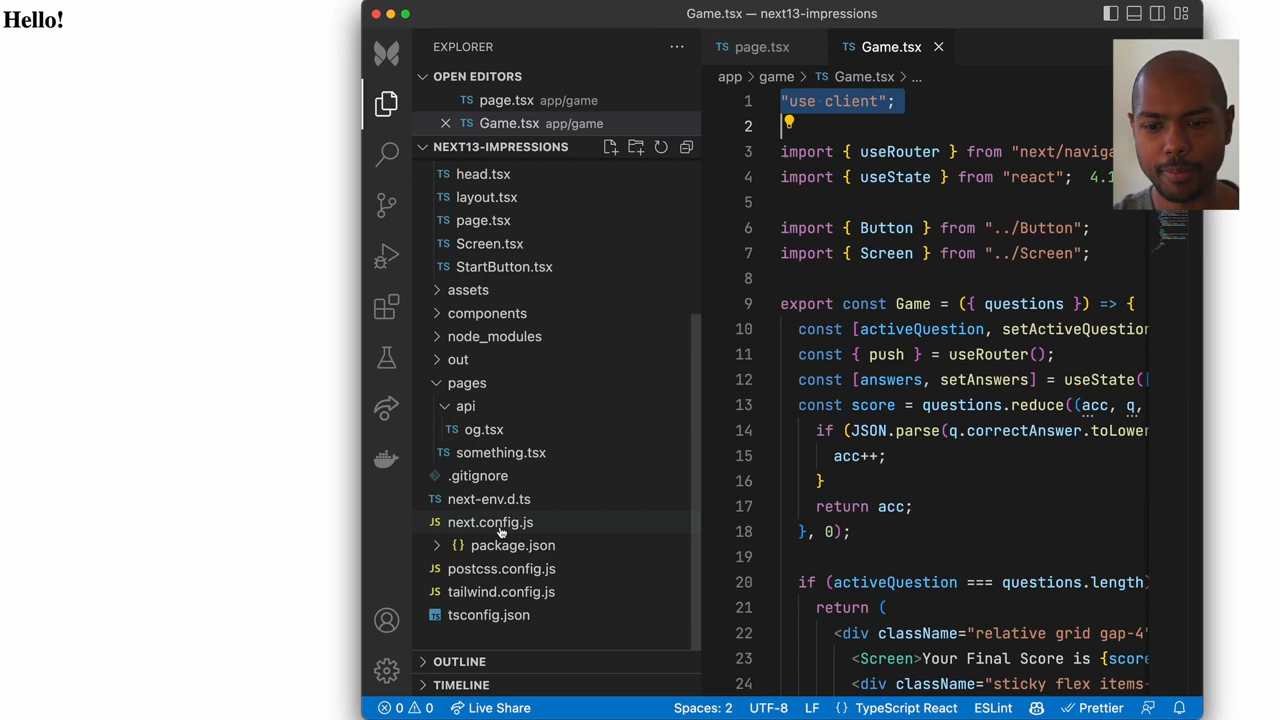 Hello!
Game.tsx — next13-impressions
EXPLORER
OPEN EDITORS
TS page.tsx app/game
TS Game.tsx app/game
NEXT13-IMPRESSIONS
TS head.tsx
TS layout.tsx
TS page.tsx
TS Screen.tsx
TS StartButton.tsx
assets
components
node_modules
out
pages
api
TS og.tsx
TS something.tsx
.gitignore
TS next-env.d.ts
JS next.config.js
{} package.json
JS postcss.config.js
JS tailwind.config.js
TS tsconfig.json
OUTLINE
TIMELINE
TS page.tsx
TS Game.tsx
app > game > TS Game.tsx > ...
1 "use client";
2
3 import { useRouter } from "next/naviga
4 import { useState } from "react"; 4.1
5
6 import { Button } from "../Button";
7 import { Screen } from "../Screen";
8
9 export const Game = ({ questions }) => {
10 const [activeQuestion, setActiveQuestion
11 const { push } = useRouter();
12 const [answers, setAnswers] = useState([
13 const score = questions.reduce((acc, q,
14 if (JSON.parse(q.correctAnswer.toLower
15 acc++;
16 }
17 return acc;
18 }, 0);
19
20 if (activeQuestion === questions.length)
21 return (
22 <div className="relative grid gap-4"
23 <Screen>Your Final Score is {score
24 <div className="sticky flex items-
0 0 Live Share Spaces: 2 UTF-8 LF {} TypeScript React ESLint Prettier